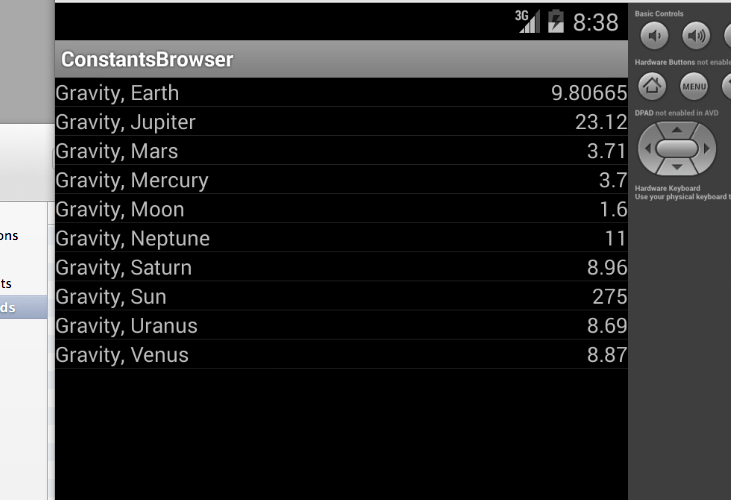 3G 8:38
ConstantsBrowser
Gravity, Earth 9.80665
Gravity, Jupiter 23.12
Gravity, Mars 3.71
Gravity, Mercury 3.7
Gravity, Moon 1.6
Gravity, Neptune 11
Gravity, Saturn 8.96
Gravity, Sun 275
Gravity, Uranus 8.69
Gravity, Venus 8.87
ons
ts
ds
Basic Controls
Hardware Buttons not enable
MENU
DPAD not enabled in AVD
Hardware Keyboard
Use your physical keyboard t